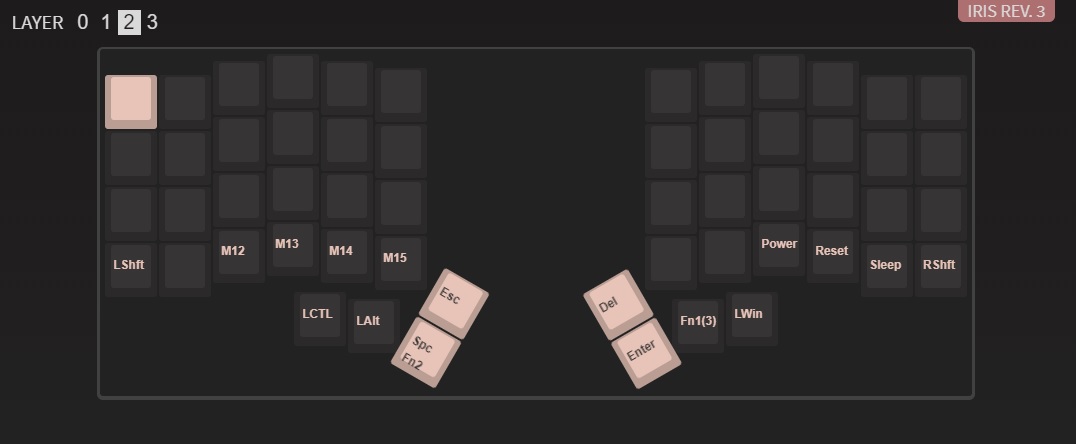 LAYER 0 1 2 3
IRIS REV. 3
LShft
M12
M13
M14
M15
Power
Reset
Sleep
RShft
LCTL
LAlt
Esc
Spc
Fn2
Del
Enter
Fn1(3)
LWin